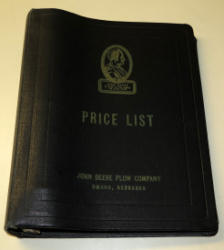 PRICE LIST
JOHN DEERE PLOW COMPANY
OMAHA, NEBRASKA